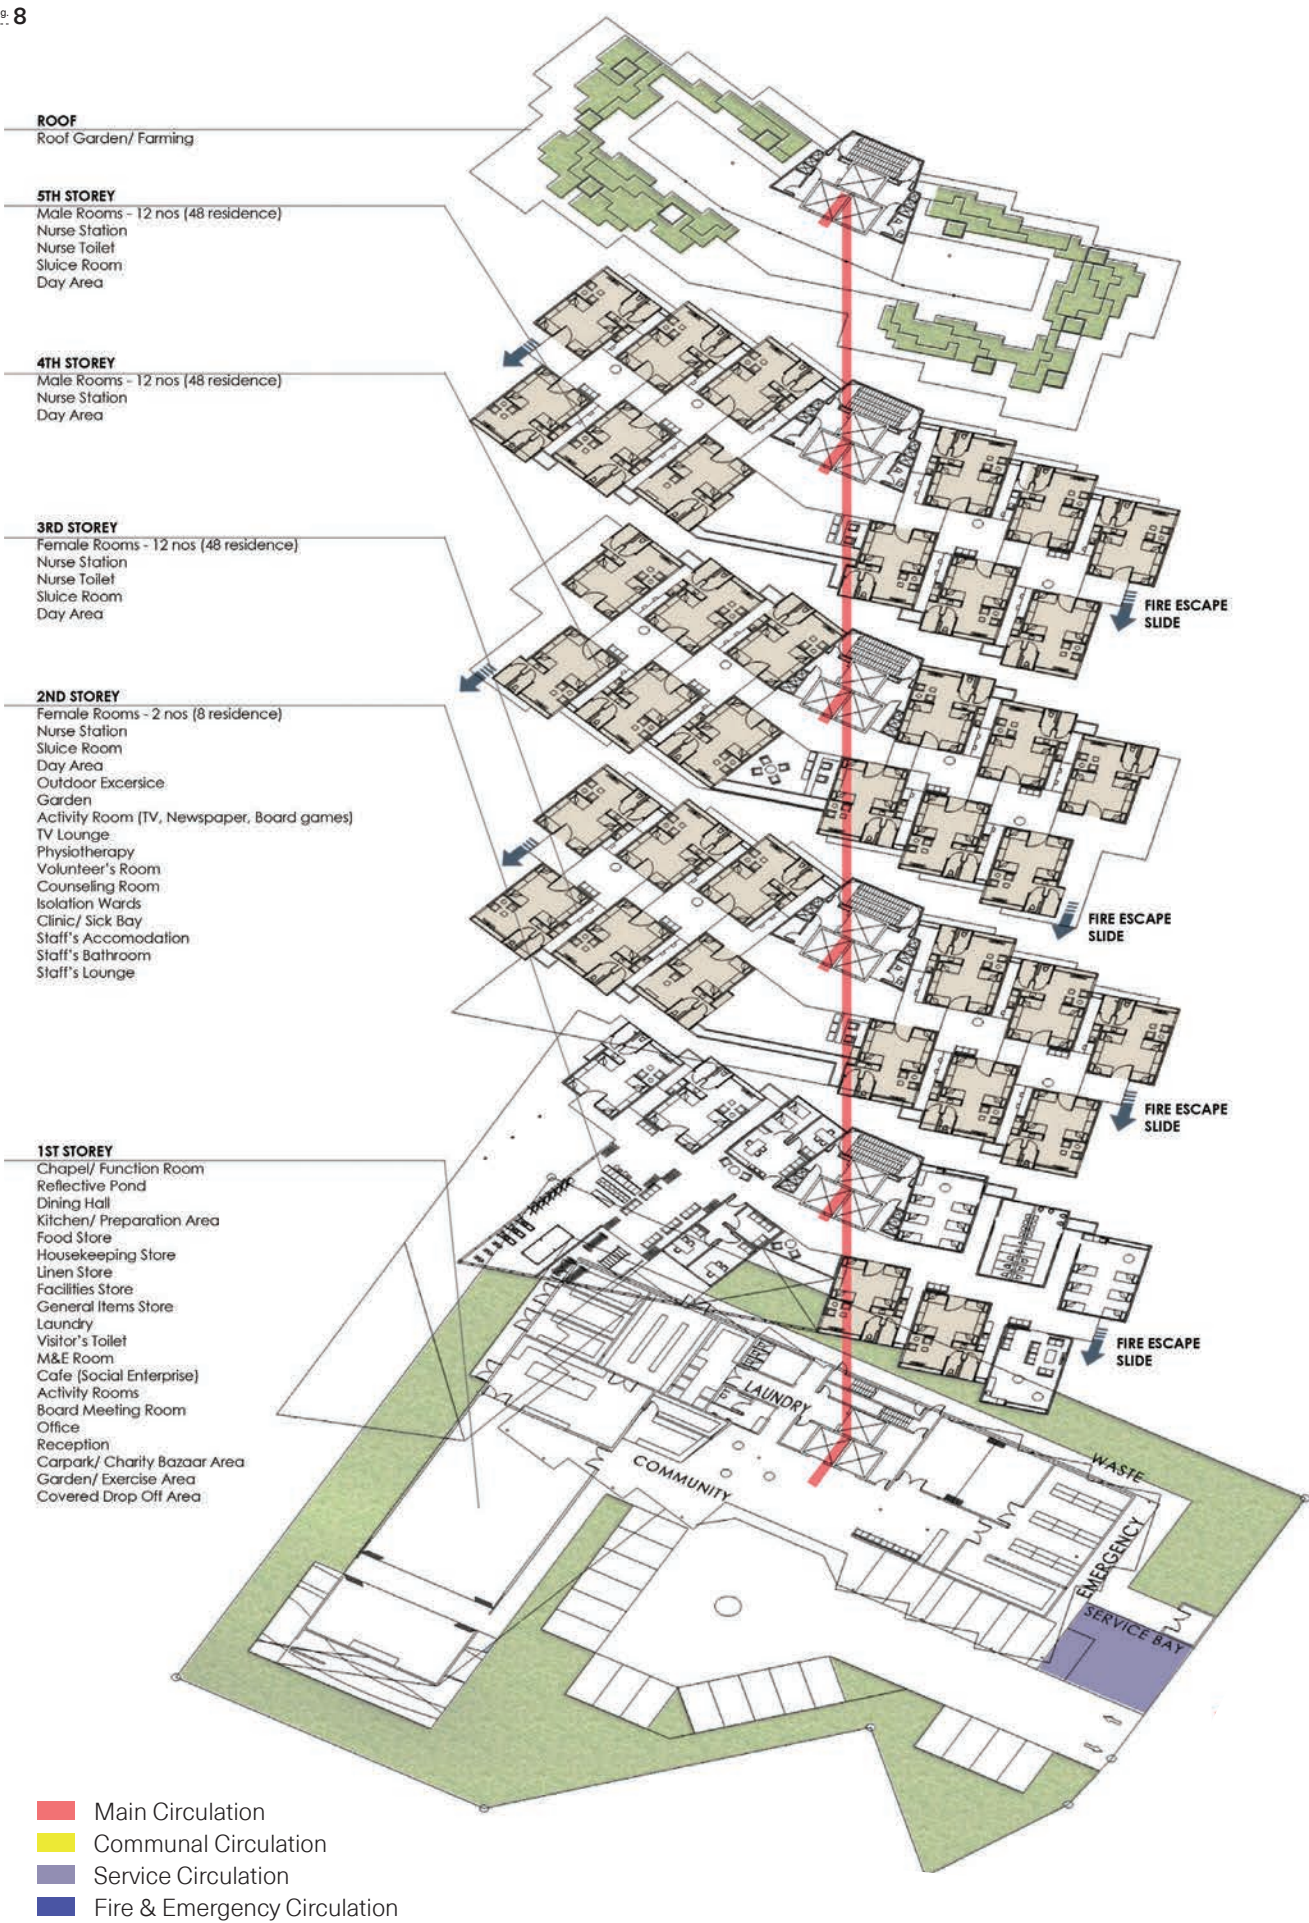 g. 8
ROOF
Roof Garden/ Farming
5TH STOREY
Male Rooms - 12 nos (48 residence)
Nurse Station
Nurse Toilet
Sluice Room
Day Area
4TH STOREY
Male Rooms - 12 nos (48 residence)
Nurse Station
Day Area
3RD STOREY
Female Rooms - 12 nos (48 residence)
Nurse Station
Nurse Toilet
Sluice Room
Day Area
2ND STOREY
Female Rooms - 2 nos (8 residence)
Nurse Station
Sluice Room
Day Area
Outdoor Excersice
Garden
Activity Room (TV, Newspaper, Board games)
TV Lounge
Physiotherapy
Volunteer's Room
Counseling Room
Isolation Wards
Clinic/ Sick Bay
Staff's Accomodation
Staff's Bathroom
Staff's Lounge
1ST STOREY
Chapel/ Function Room
Reflective Pond
Dining Hall
Kitchen/ Preparation Area
Food Store
Housekeeping Store
Linen Store
Facilities Store
General Items Store
Laundry
Visitor's Toilet
M&E Room
Cafe (Social Enterprise)
Activity Rooms
Board Meeting Room
Office
Reception
Carpark/ Charity Bazaar Area
Garden/ Exercise Area
Covered Drop Off Area
FIRE ESCAPE
SLIDE
FIRE ESCAPE
SLIDE
FIRE ESCAPE
SLIDE
FIRE ESCAPE
SLIDE
LAUNDRY
COMMUNITY
WASTE
EMERGENCY
SERVICE BAY
Main Circulation
Communal Circulation
Service Circulation
Fire & Emergency Circulation